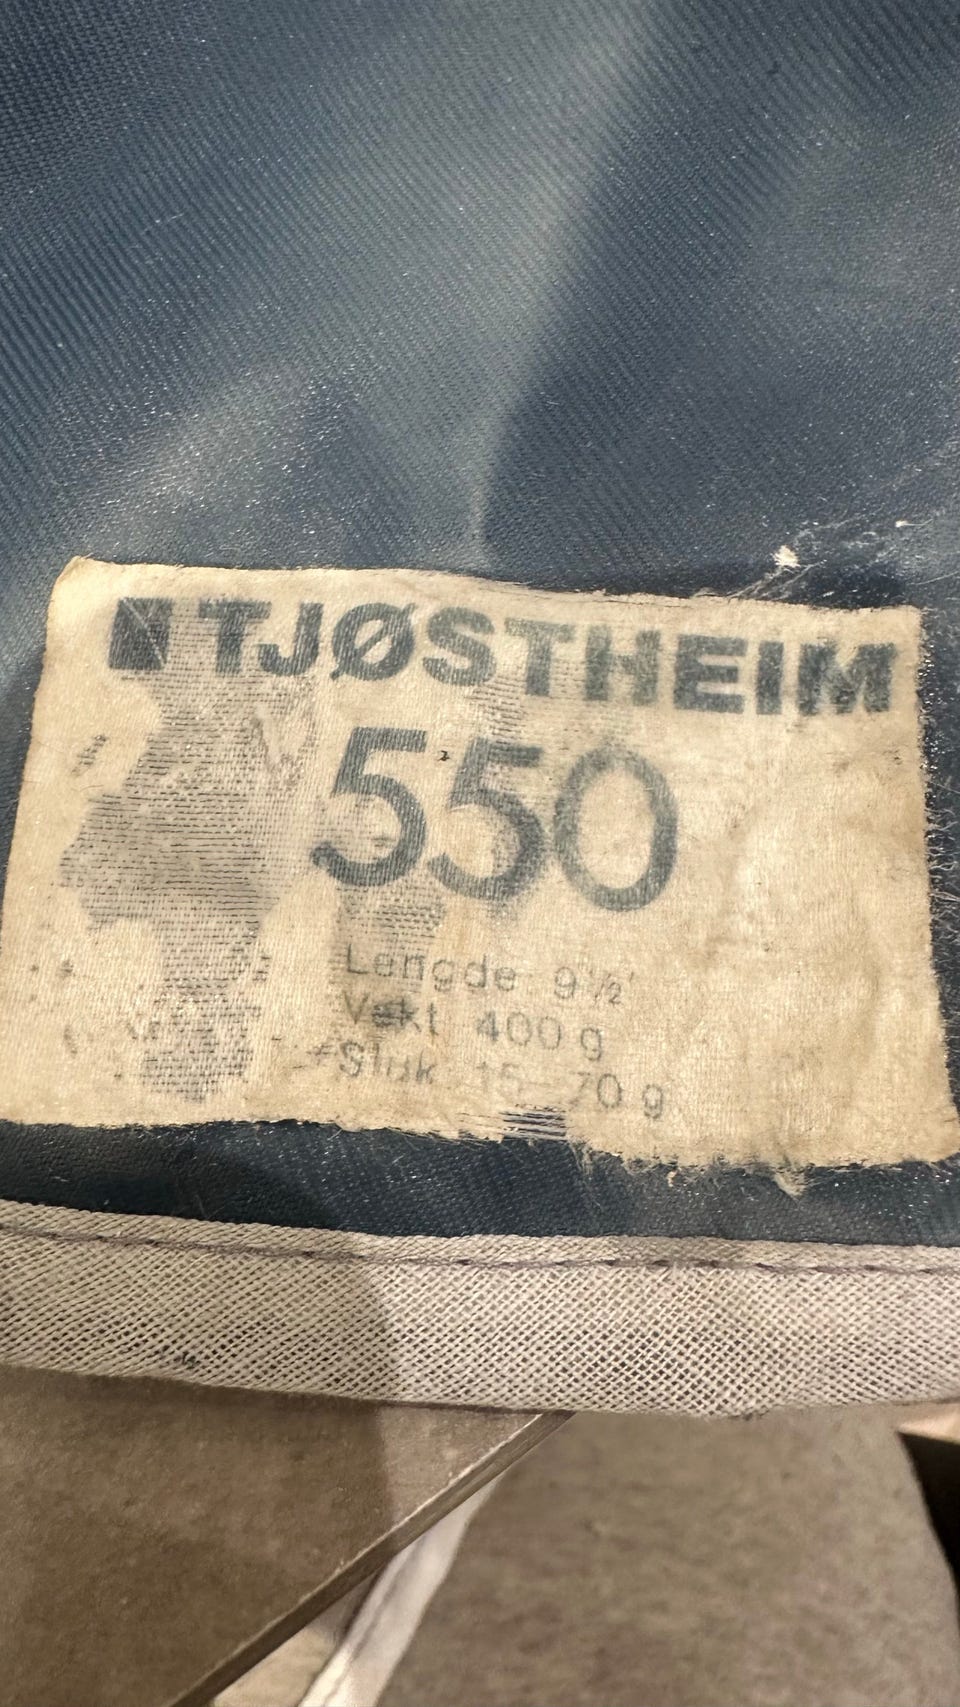 TJØSTHEIM
550
Lengde 9½'
Vekt 400 g
Sluk 15–70 g